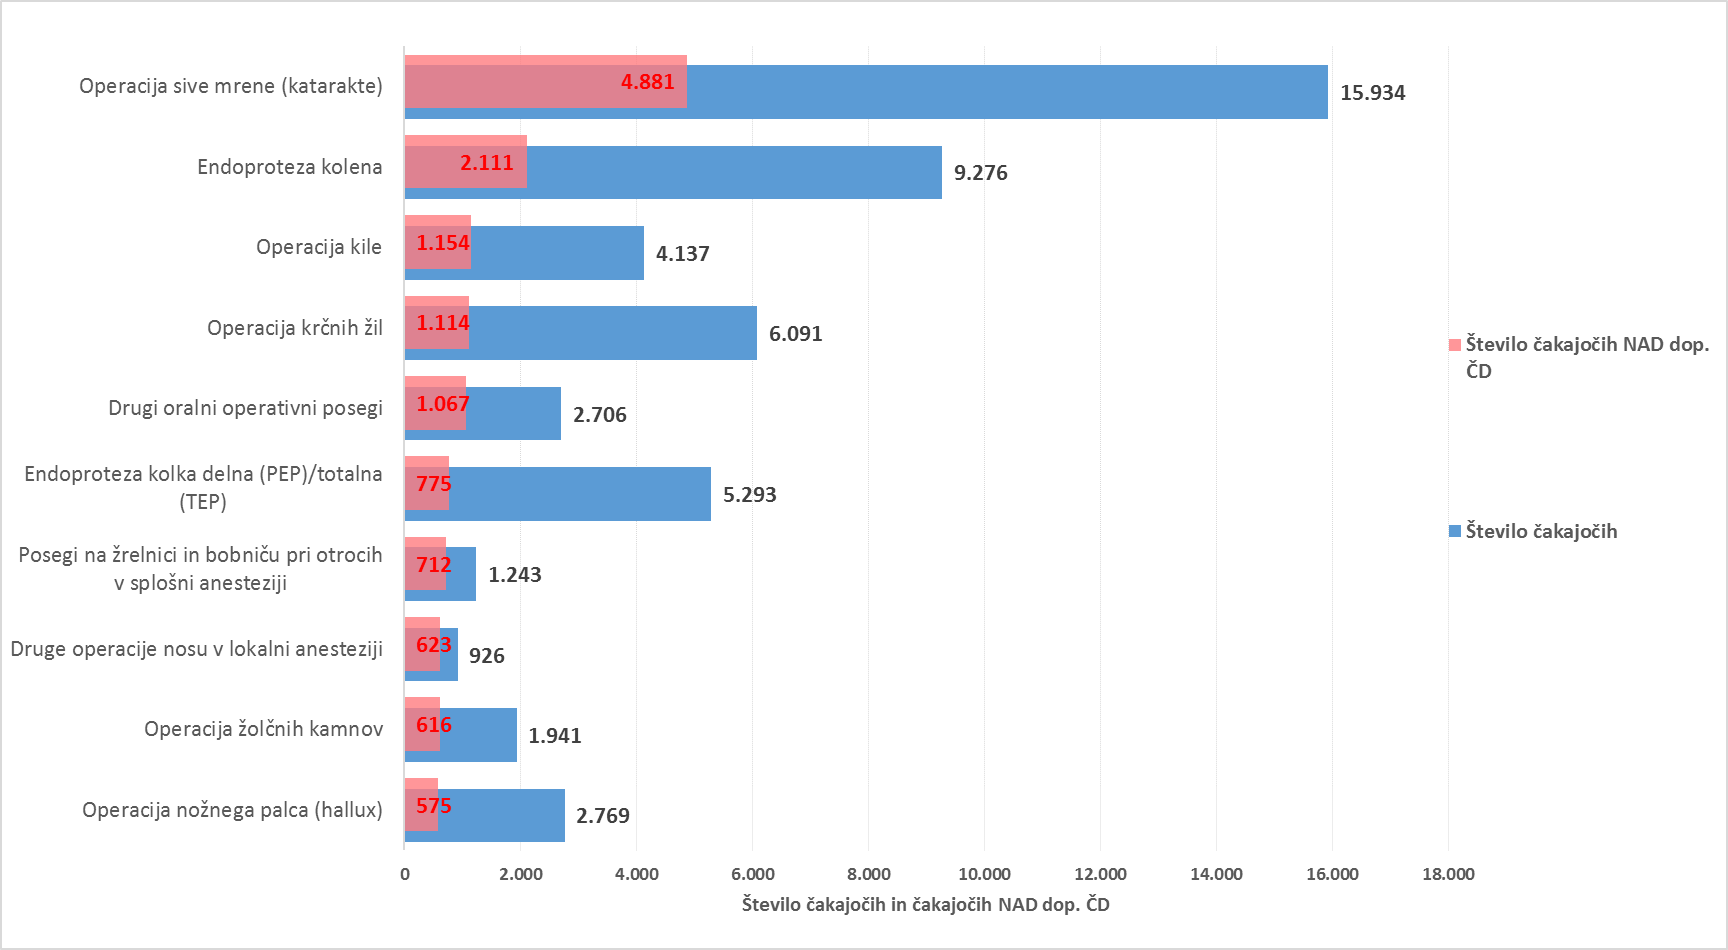 Operacija sive mrene (katarakte)
4.881
15.934
Endoproteza kolena
2.111
9.276
Operacija kile
1.154
4.137
Operacija krčnih žil
1.114
6.091
Drugi oralni operativni posegi
1.067
2.706
Endoproteza kolka delna (PEP)/totalna
(TEP)
775
5.293
Posegi na žrelnici in bobniču pri otrocih
v splošni anesteziji
712
1.243
Druge operacije nosu v lokalni anesteziji
623
926
Operacija žolčnih kamnov
616
1.941
Operacija nožnega palca (hallux)
575
2.769
0
2.000
4.000
6.000
8.000
10.000
12.000
14.000
16.000
18.000
Število čakajočih in čakajočih NAD dop. ČD
Število čakajočih NAD dop.
ČD
Število čakajočih